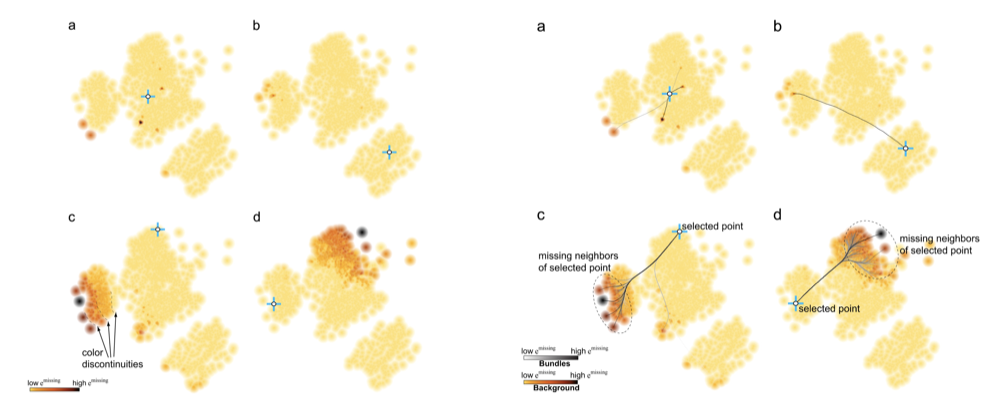 a
b
c
d
color
discontinuities
low e^missing high e^missing
a
b
c
d
selected point
missing neighbors
of selected point
missing neighbors
of selected point
selected point
low e^missing high e^missing
Bundles
low e^missing high e^missing
Background